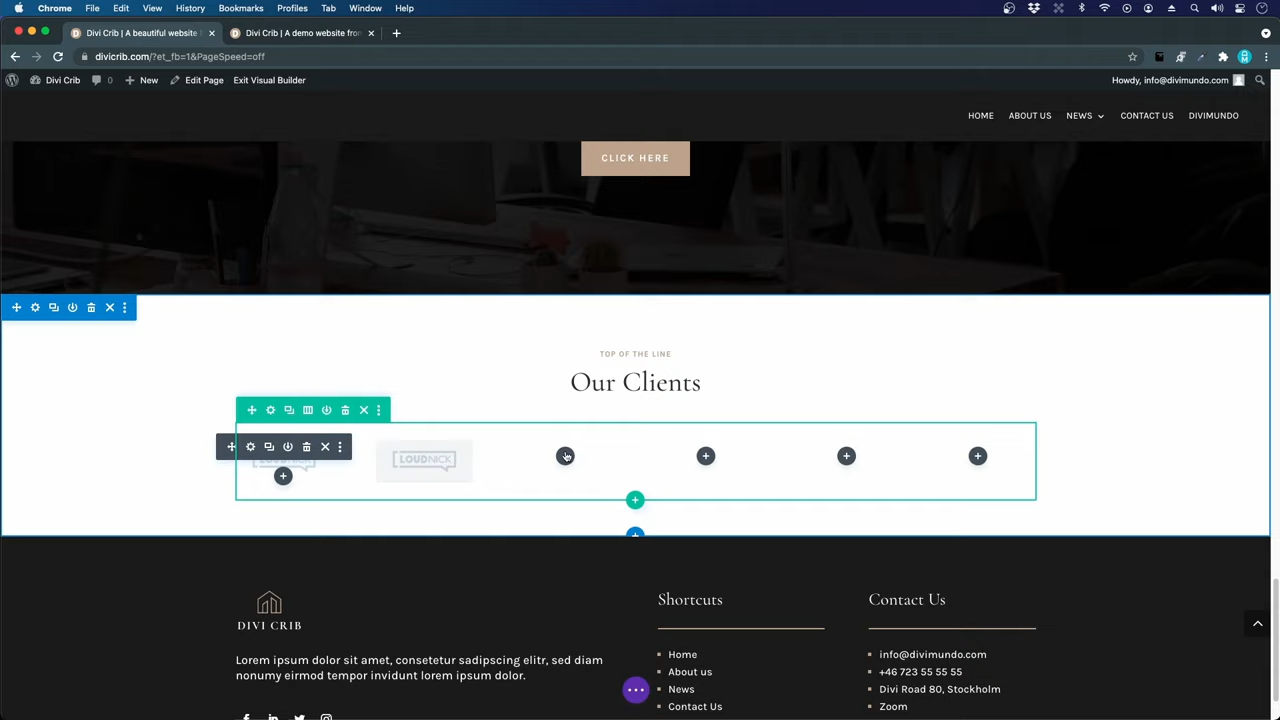 Chrome File Edit View History Bookmarks Profiles Tab Window Help
Divi Crib | A beautiful website
Divi Crib | A demo website from
divicrib.com/?et_fb=1&PageSpeed=off
Divi Crib 0 New Edit Page Exit Visual Builder Howdy, info@divimundo.com
HOME ABOUT US NEWS CONTACT US DIVIMUNDO
CLICK HERE
TOP OF THE LINE
Our Clients
LOUDNICK
DIVI CRIB
Lorem ipsum dolor sit amet, consetetur sadipscing elitr, sed diam
nonumy eirmod tempor invidunt lorem ipsum dolor.
Shortcuts
Home
About us
News
Contact Us
Contact Us
info@divimundo.com
+46 723 55 55 55
Divi Road 80, Stockholm
Zoom